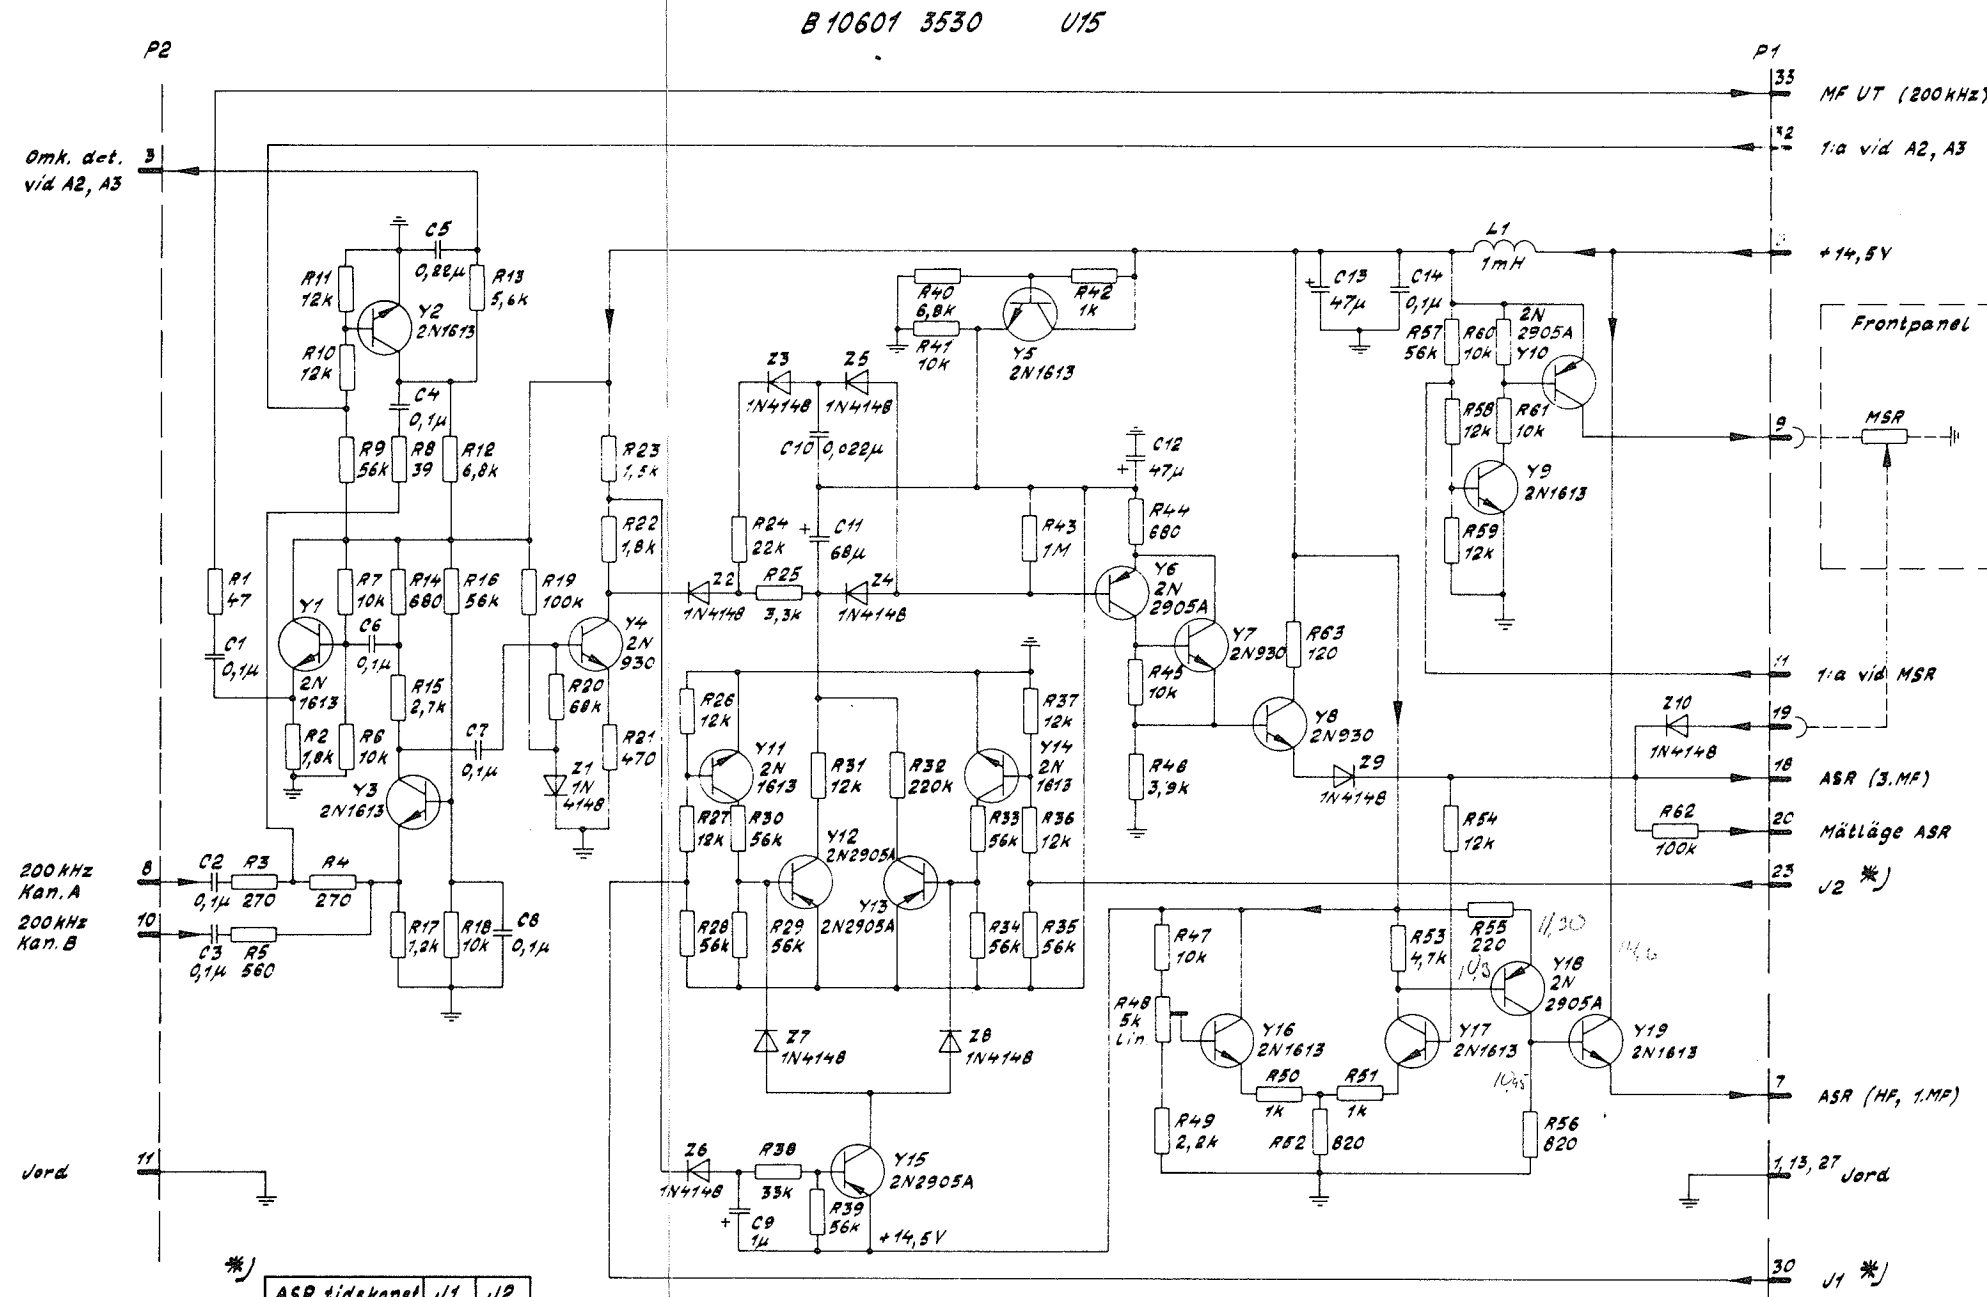 B 10601 3530 U15
P2
P1
33
MF UT (200 kHz)
32
1:a vid A2, A3
Omk. det.
vid A2, A3
3
+14,5V
L1
1mH
C5
0,22µ
R11
12K
R13
5,6K
Y2
2N1613
R10
12K
C4
0,1µ
R9
56K
R8
39
R12
6,8K
R23
1,5K
R22
1,8K
R40
6,8K
R42
1K
R41
10K
Y5
2N1613
Z3
1N4148
Z5
1N4148
C10 0,022µ
R24
22K
+ C11
68µ
R43
1M
C12
+ 47µ
R44
680
+ C13
47µ
C14
0,1µ
R57
56K
R60
10K
2N
2905A
Y10
R58
12K
R61
10K
Y9
2N1613
R59
12K
Frontpanel
MSR
9
R1
47
C1
0,1µ
Y1
2N
1613
R7
10K
R14
680
R16
56K
R19
100K
C6
0,1µ
R15
2,7K
R2
1,8K
R6
10K
C7
0,1µ
Y3
2N1613
Y4
2N
930
R20
68K
R21
470
Z1
1N
4148
Z2
1N4148
R25
3,3K
Z4
1N4148
Y6
2N
2905A
Y7
2N930
R45
10K
R63
120
Y8
2N930
R46
3,9K
Z9
1N4148
11
1:a vid MSR
19
Z10
1N4148
18
ASR (3.MF)
20
Mätläge ASR
R62
100K
23
J2 *)
R54
12K
R26
12K
Y11
2N
1613
R27
12K
R30
56K
R31
12K
R32
220K
R37
12K
Y14
2N
1613
R33
56K
R36
12K
Y12
2N2905A
Y13
2N2905A
R28
56K
R29
56K
R34
56K
R35
56K
200 kHz
Kan. A
8
C2
0,1µ
R3
270
R4
270
200 kHz
Kan. B
10
C3
0,1µ
R5
560
R17
1,2K
R18
10K
C8
0,1µ
Z7
1N4148
Z8
1N4148
R47
10K
R48
5K
Lin
R49
2,2K
Y16
2N1613
R50
1K
R51
1K
R52
820
R53
4,7K
R55
220
Y17
2N1613
Y18
2N
2905A
Y19
2N1613
R56
820
7
ASR (HF, 1.MF)
Z6
1N4148
R38
33K
Y15
2N2905A
+ C9
1µ
R39
56K
+14,5V
Jord
11
1, 13, 27
Jord
30
J1 *)
*)
ASR tidskonst J1 J2